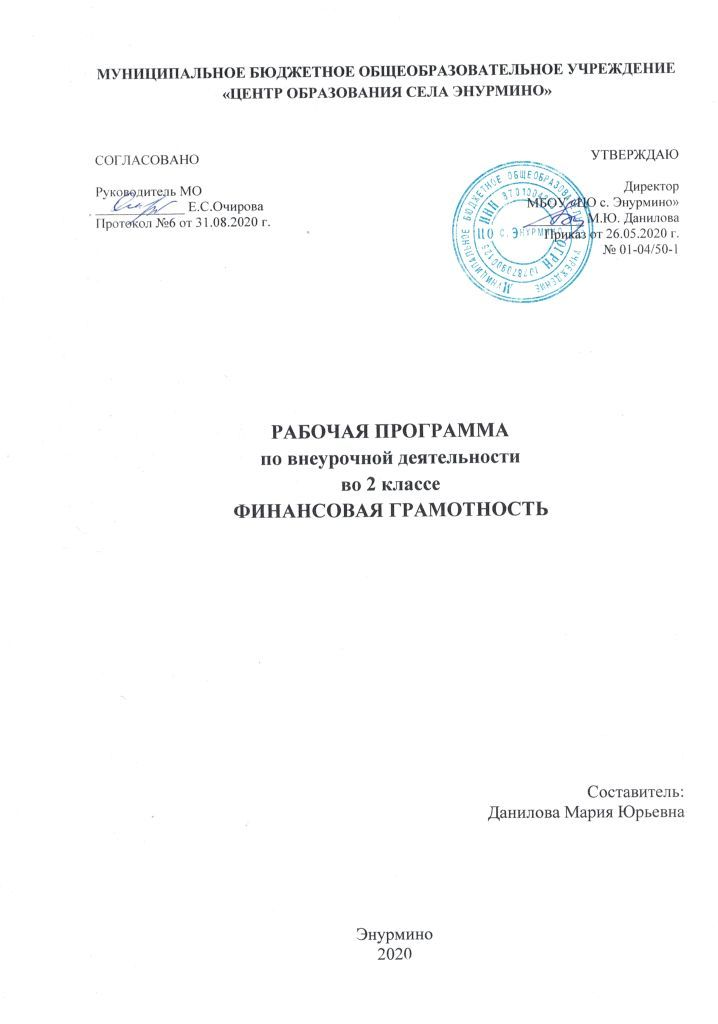 МУНИЦИПАЛЬНОЕ БЮДЖЕТНОЕ ОБЩЕОБРАЗОВАТЕЛЬНОЕ УЧРЕЖДЕНИЕ
«ЦЕНТР ОБРАЗОВАНИЯ СЕЛА ЭНУРМИНО»
СОГЛАСОВАНО
Руководитель МО
Е.С.Очирова
Протокол №6 от 31.08.2020 г.
УТВЕРЖДАЮ
Директор
МБОУ «ЦО с. Энурмино»
М.Ю. Данилова
Приказ от 26.05.2020 г.
№ 01-04/50-1
РАБОЧАЯ ПРОГРАММА
по внеурочной деятельности
во 2 классе
ФИНАНСОВАЯ ГРАМОТНОСТЬ
Составитель:
Данилова Мария Юрьевна
Энурмино
2020